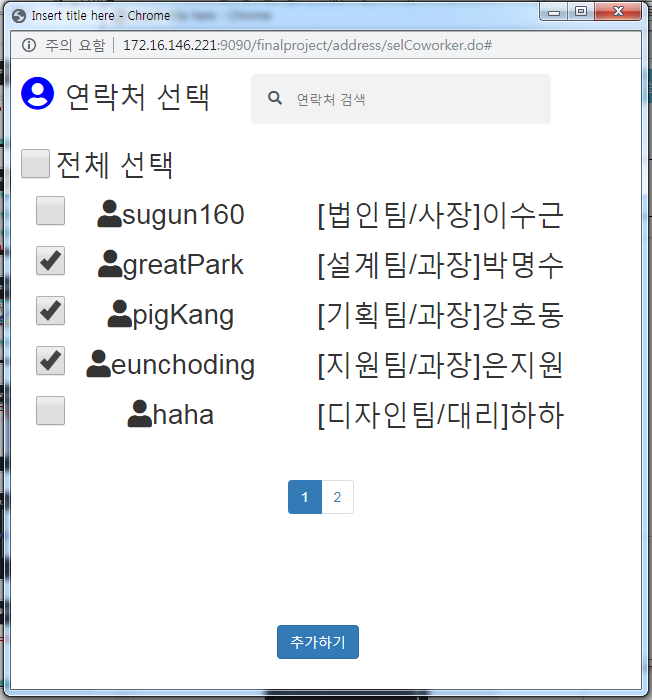 Insert title here - Chrome
주의 요함 | 172.16.146.221:9090/finalproject/address/selCoworker.do#
연락처 선택
연락처 검색
전체 선택
sugun160 [법인팀/사장]이수근
greatPark [설계팀/과장]박명수
pigKang [기획팀/과장]강호동
eunchoding [지원팀/과장]은지원
haha [디자인팀/대리]하하
1 2
추가하기